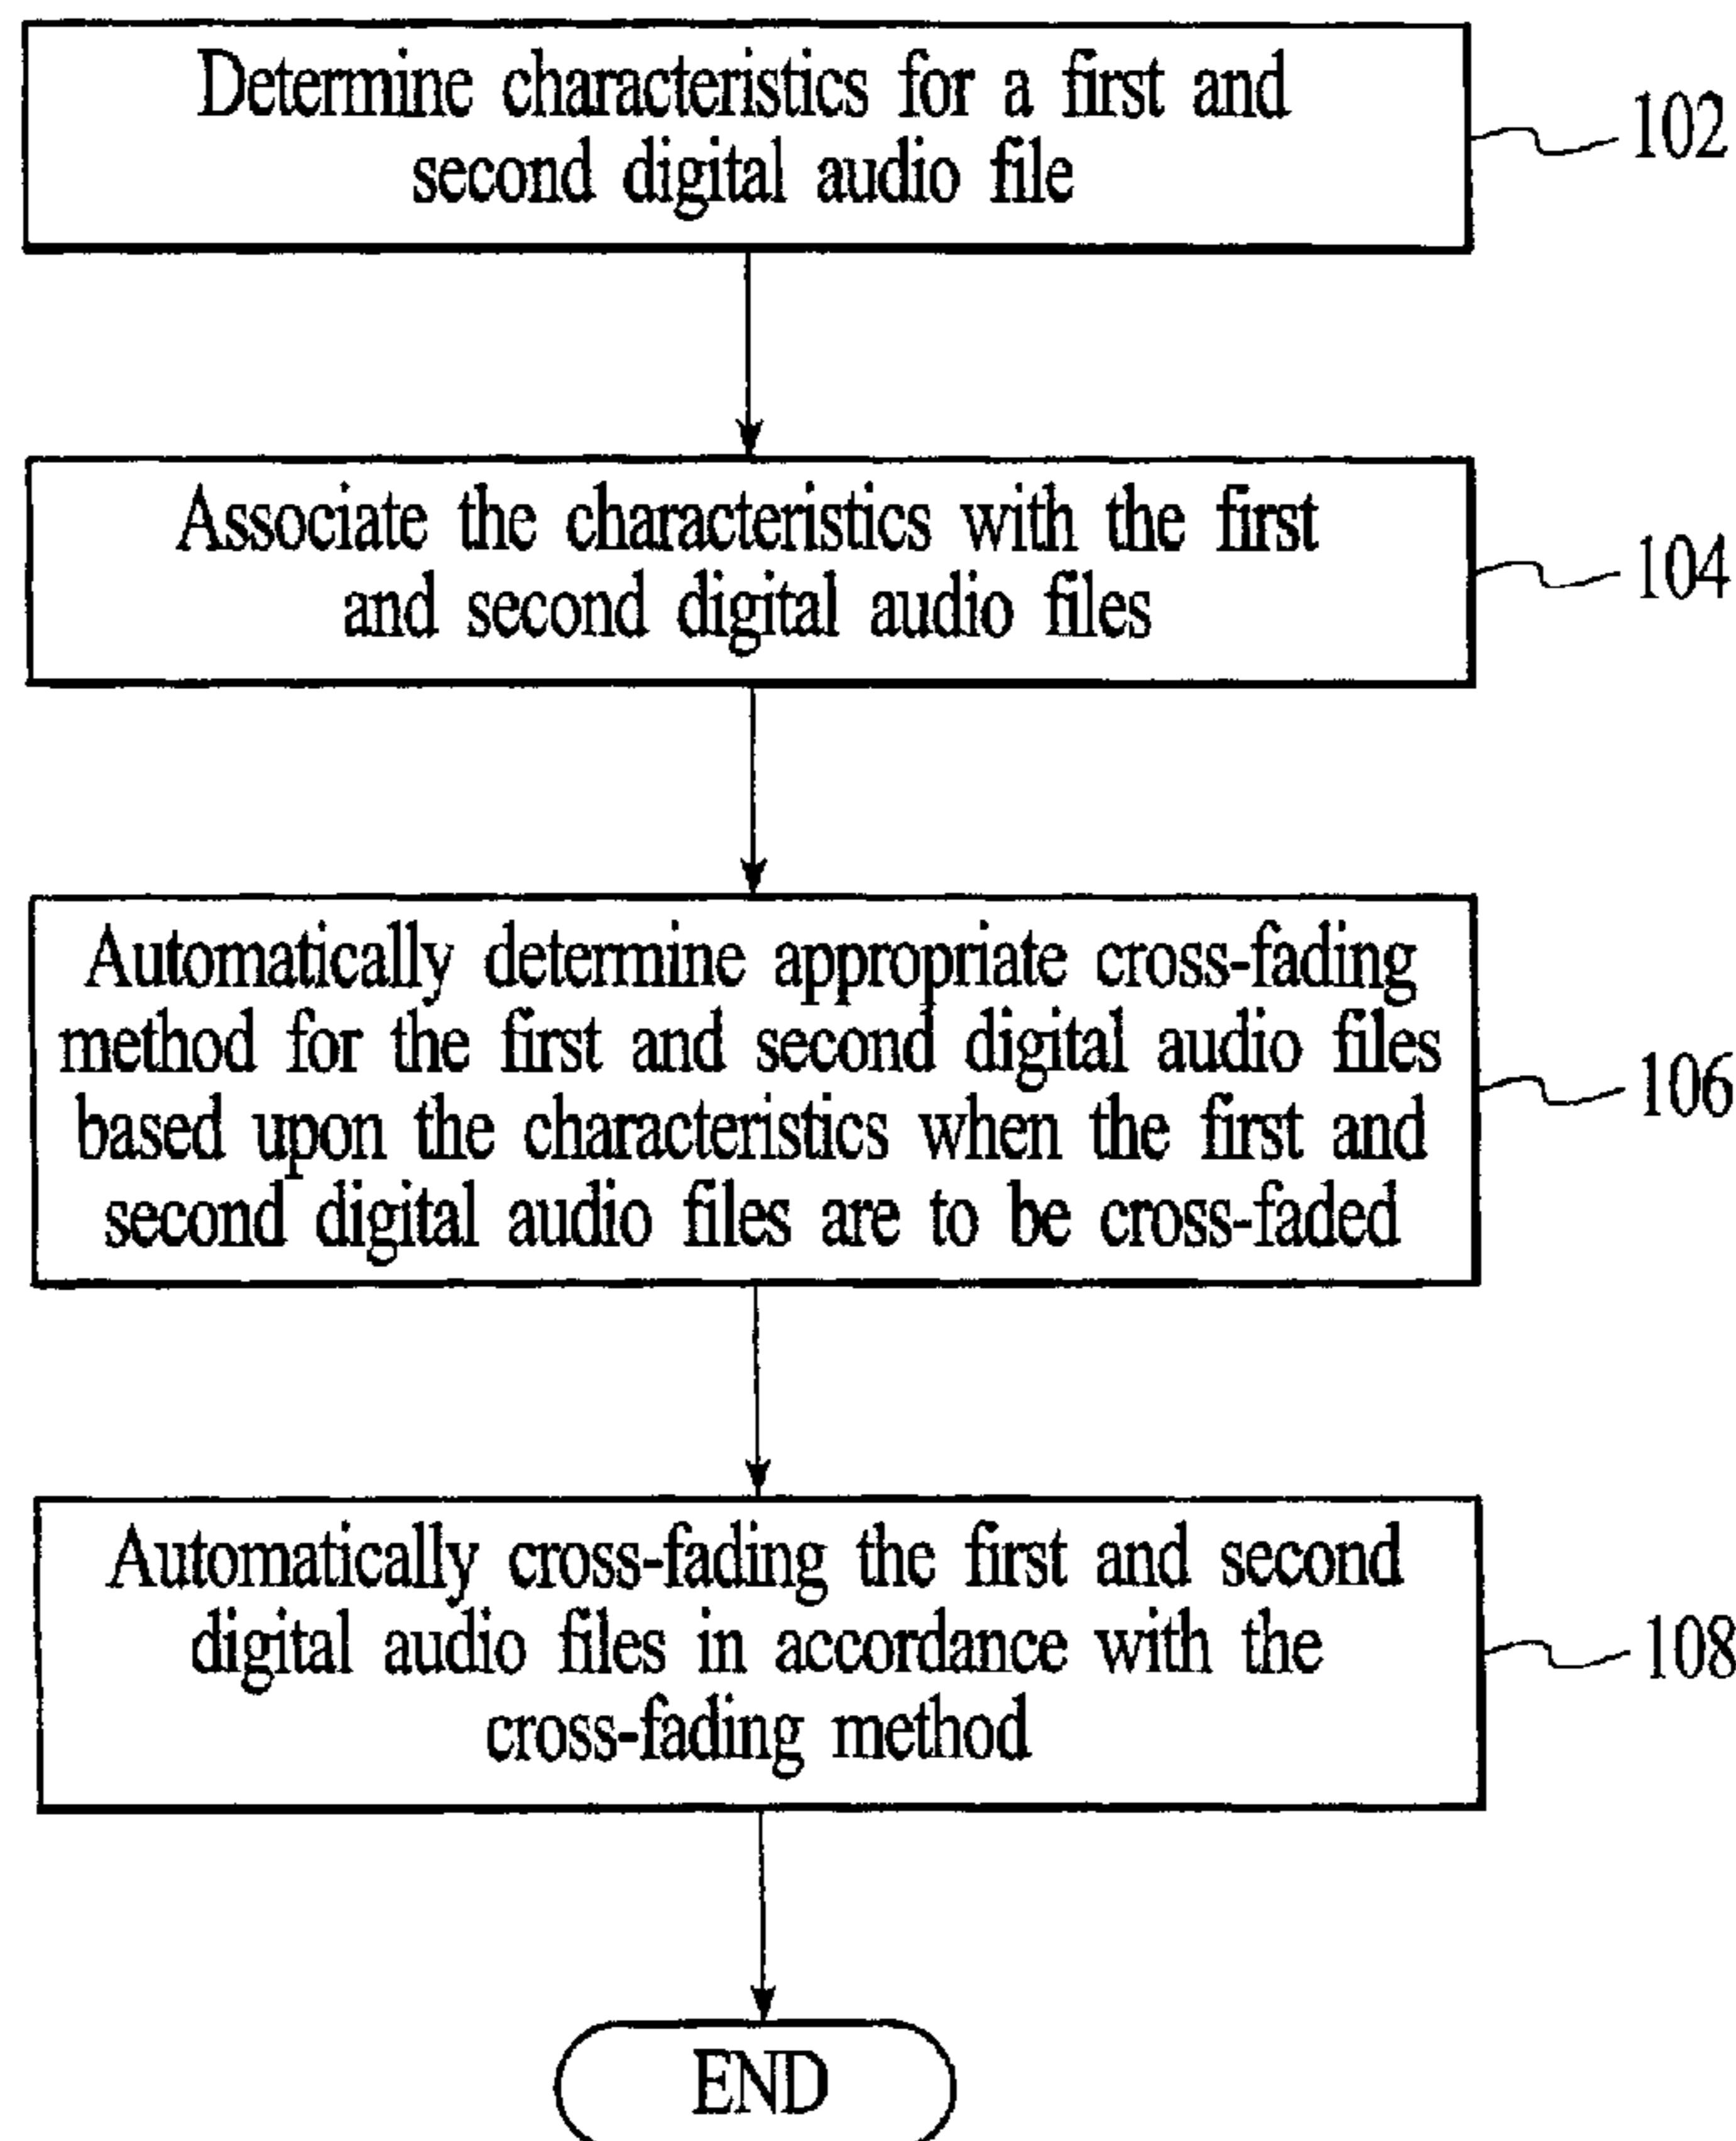 Determine characteristics for a first and
second digital audio file
102
Associate the characteristics with the first
and second digital audio files
104
Automatically determine appropriate cross-fading
method for the first and second digital audio files
based upon the characteristics when the first and
second digital audio files are to be cross-faded
106
Automatically cross-fading the first and second
digital audio files in accordance with the
cross-fading method
108
END